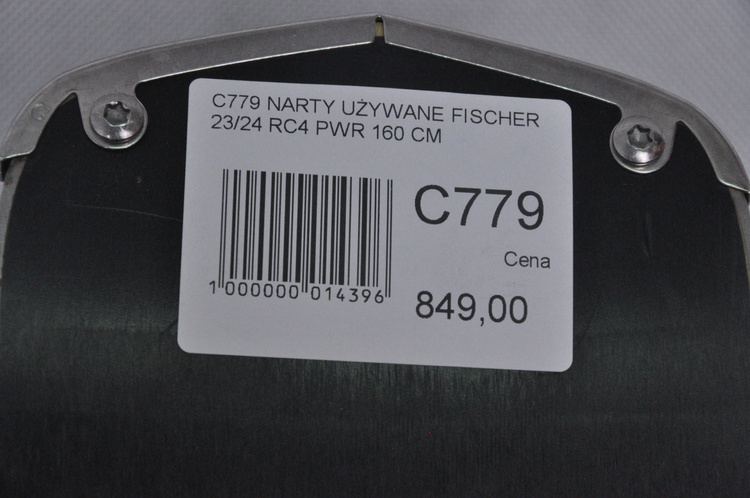 C779 NARTY UŻYWANE FISCHER
23/24 RC4 PWR 160 CM
C779
Cena
849,00
1 000000 014396